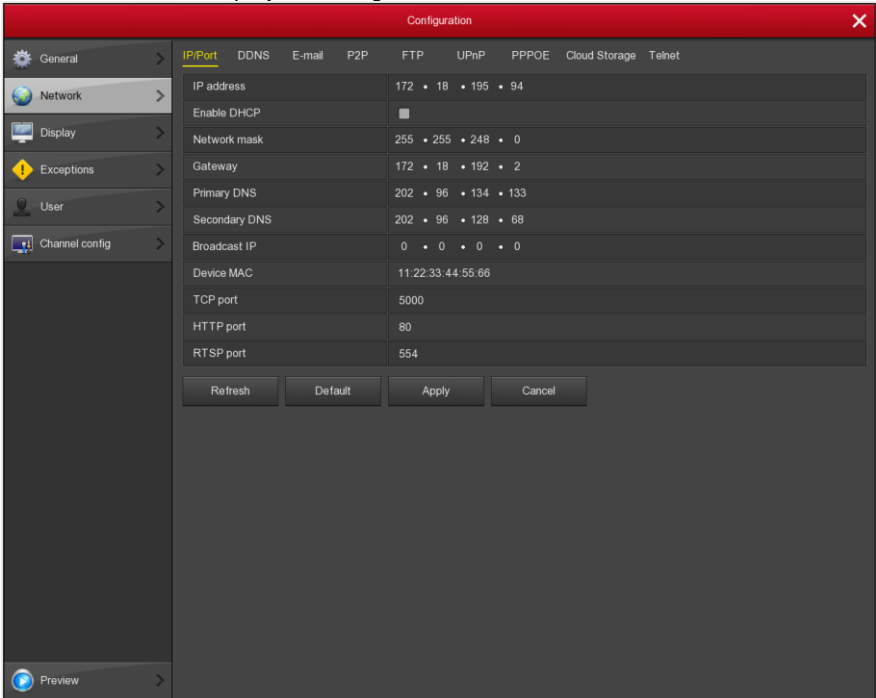 Configuration
General
Network
Display
Exceptions
User
Channel config
Preview
IP/Port DDNS E-mail P2P FTP UPnP PPPOE Cloud Storage Telnet
IP address 172 • 18 • 195 • 94
Enable DHCP
Network mask 255 • 255 • 248 • 0
Gateway 172 • 18 • 192 • 2
Primary DNS 202 • 96 • 134 • 133
Secondary DNS 202 • 96 • 128 • 68
Broadcast IP 0 • 0 • 0 • 0
Device MAC 11:22:33:44:55:66
TCP port 5000
HTTP port 80
RTSP port 554
Refresh Default Apply Cancel